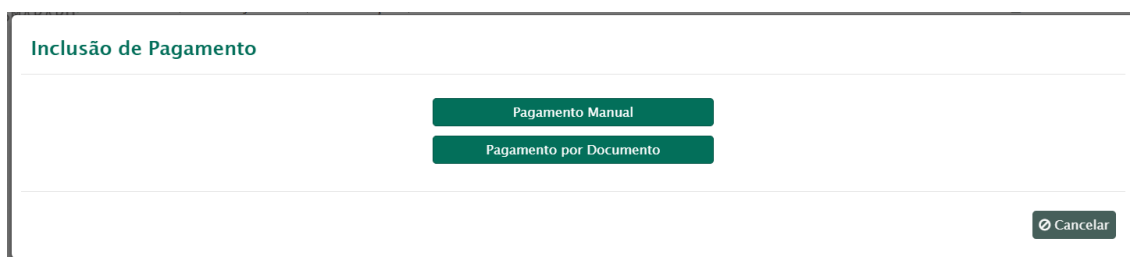 Inclusão de Pagamento
Pagamento Manual
Pagamento por Documento
Cancelar